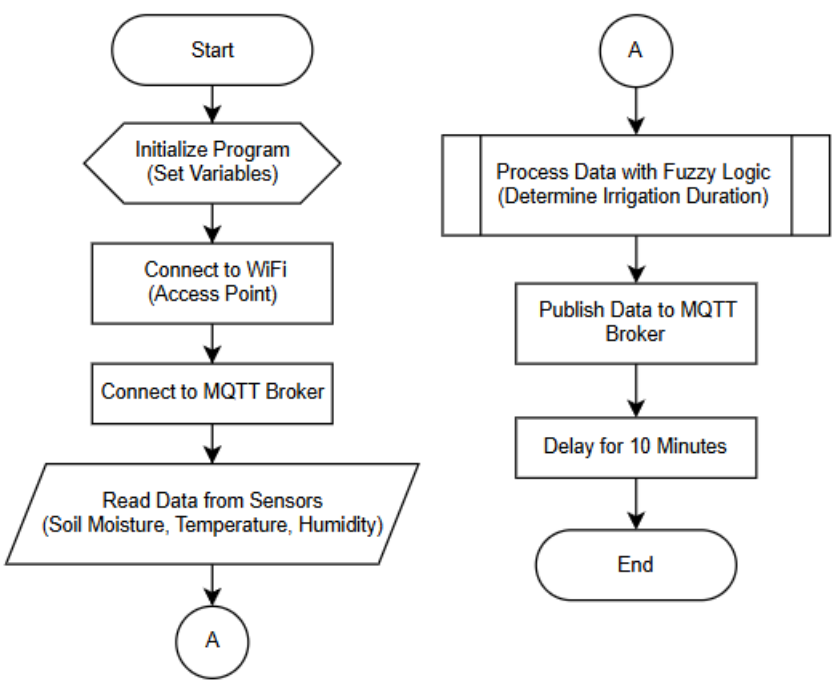 Start
Initialize Program
(Set Variables)
Connect to WiFi
(Access Point)
Connect to MQTT Broker
Read Data from Sensors
(Soil Moisture, Temperature, Humidity)
A
A
Process Data with Fuzzy Logic
(Determine Irrigation Duration)
Publish Data to MQTT
Broker
Delay for 10 Minutes
End